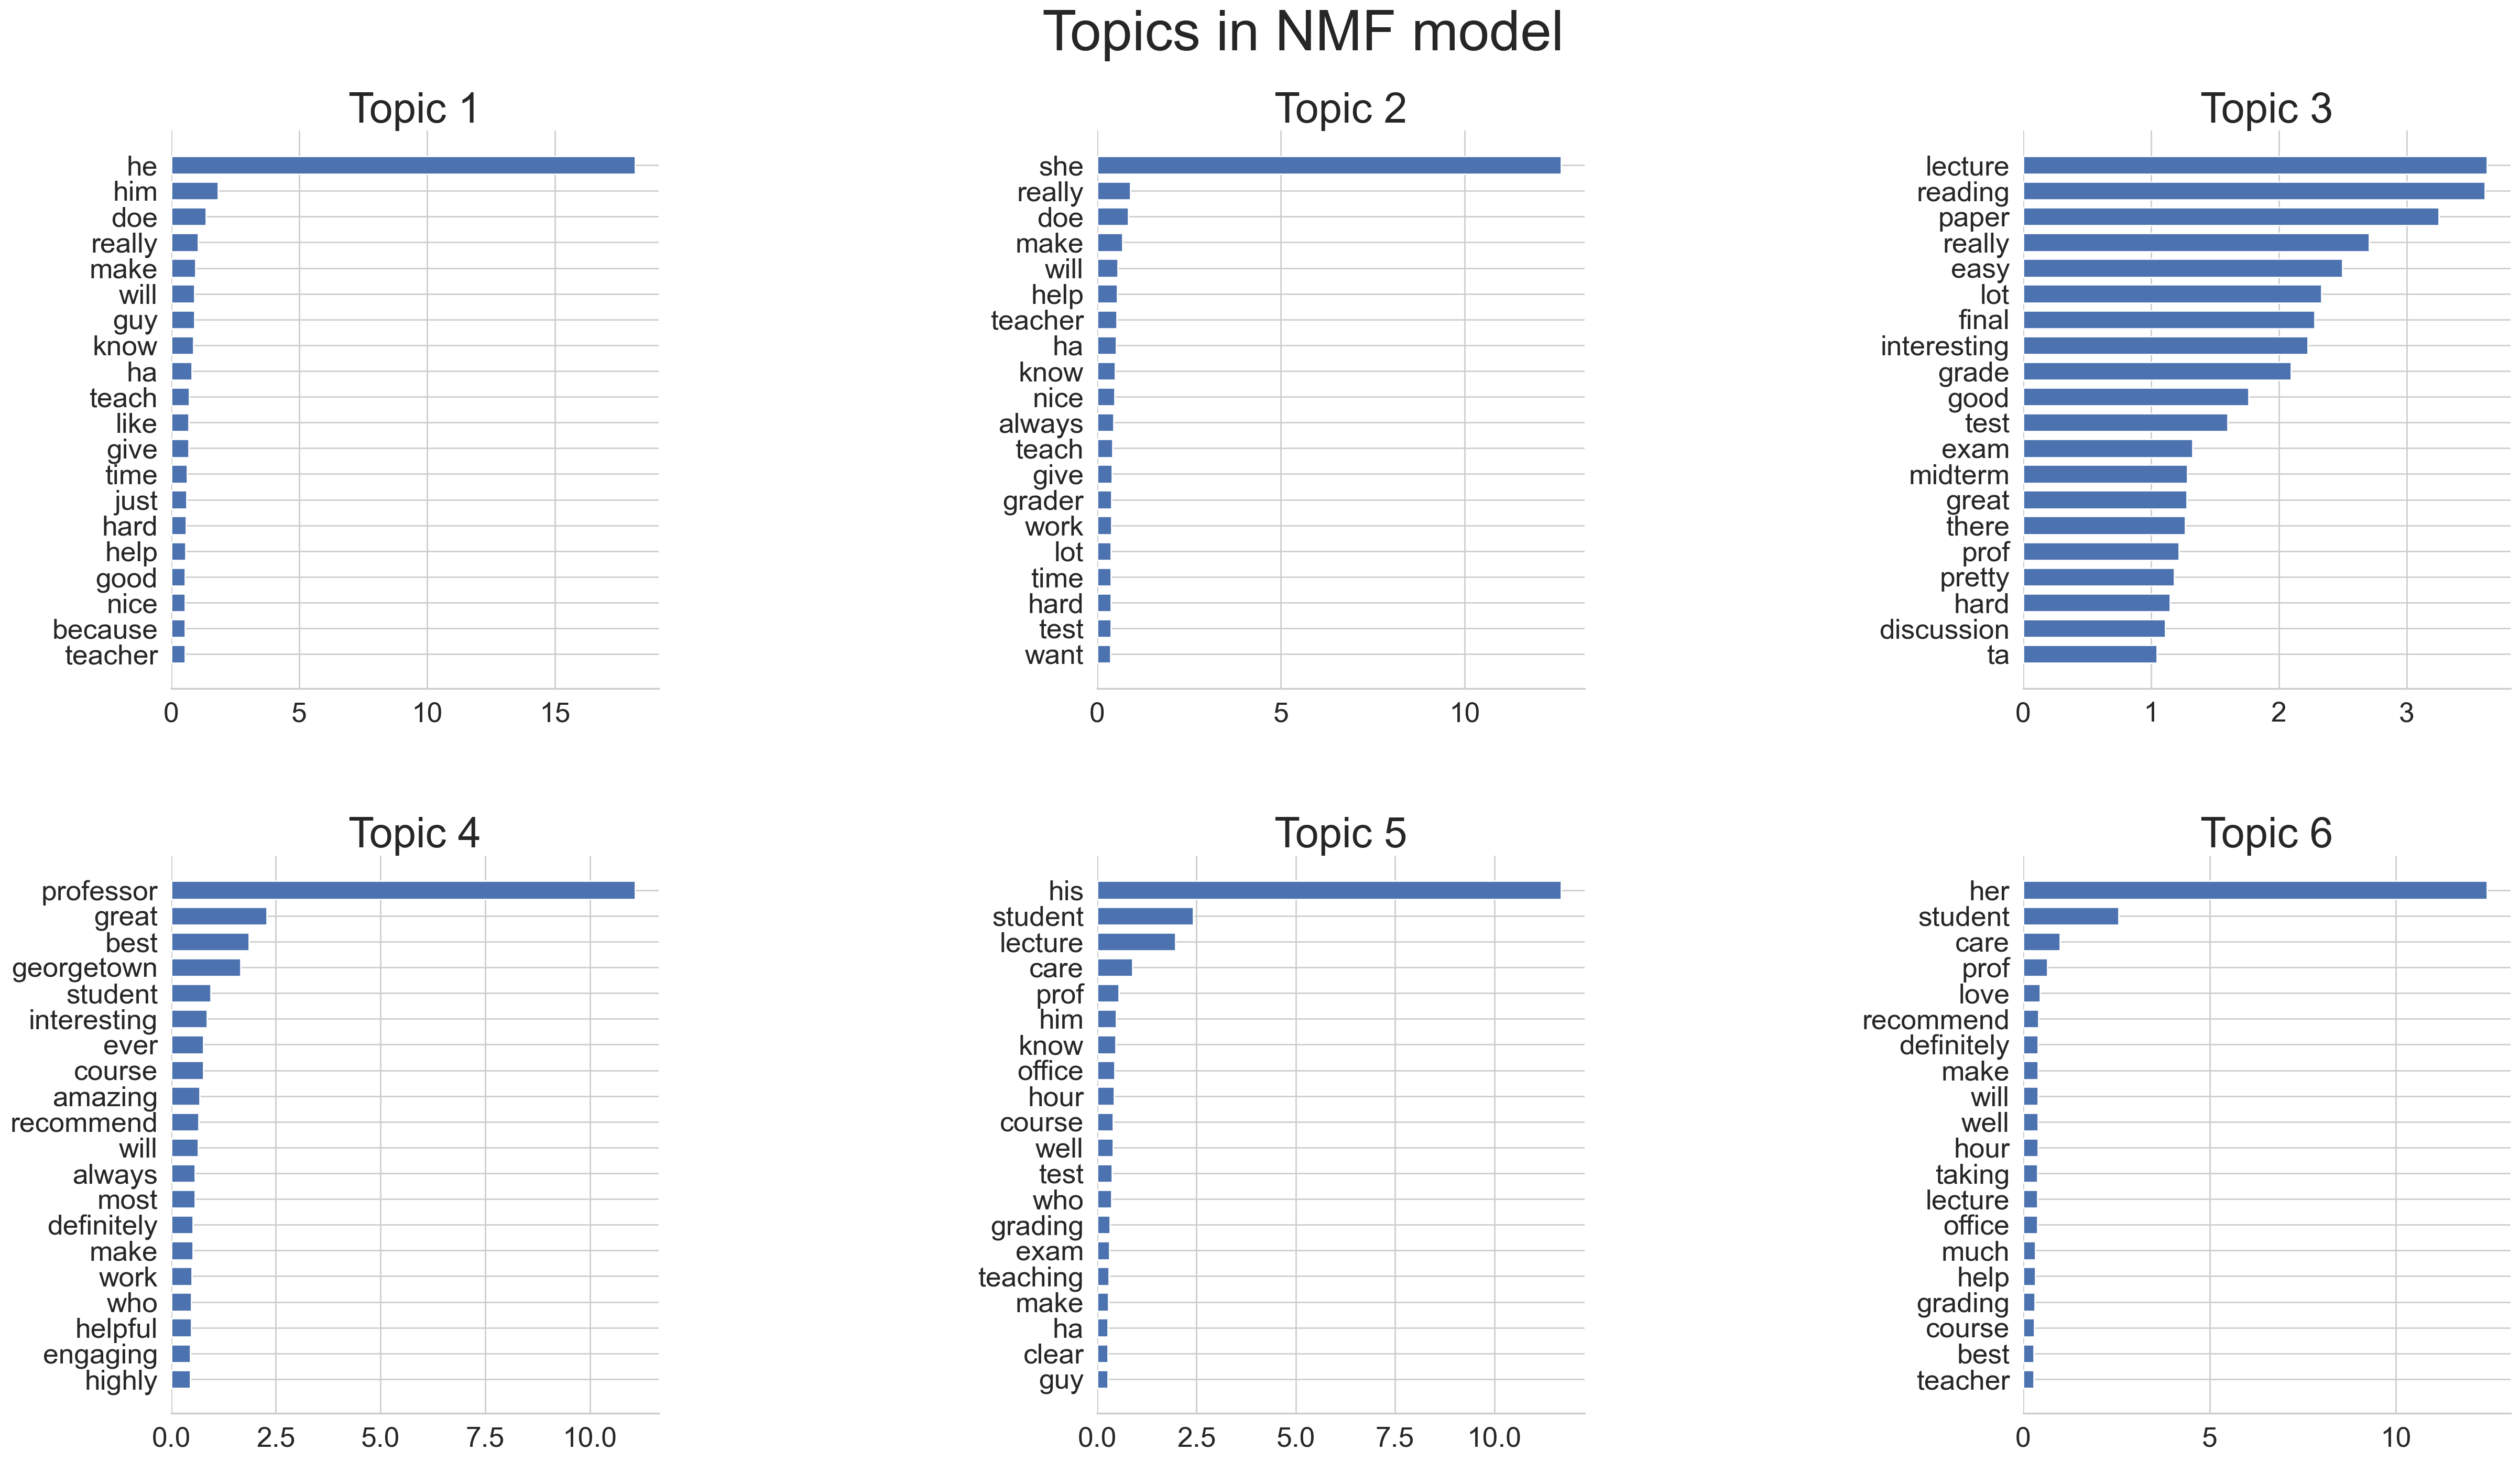 Topics in NMF model
Topic 1
he
him
doe
really
make
will
guy
know
ha
teach
like
give
time
just
hard
help
good
nice
because
teacher
0 5 10 15
Topic 2
she
really
doe
make
will
help
teacher
ha
know
nice
always
teach
give
grader
work
lot
time
hard
test
want
0 5 10
Topic 3
lecture
reading
paper
really
easy
lot
final
interesting
grade
good
test
exam
midterm
great
there
prof
pretty
hard
discussion
ta
0 1 2 3
Topic 4
professor
great
best
georgetown
student
interesting
ever
course
amazing
recommend
will
always
most
definitely
make
work
who
helpful
engaging
highly
0.0 2.5 5.0 7.5 10.0
Topic 5
his
student
lecture
care
prof
him
know
office
hour
course
well
test
who
grading
exam
teaching
make
ha
clear
guy
0.0 2.5 5.0 7.5 10.0
Topic 6
her
student
care
prof
love
recommend
definitely
make
will
well
hour
taking
lecture
office
much
help
grading
course
best
teacher
0 5 10